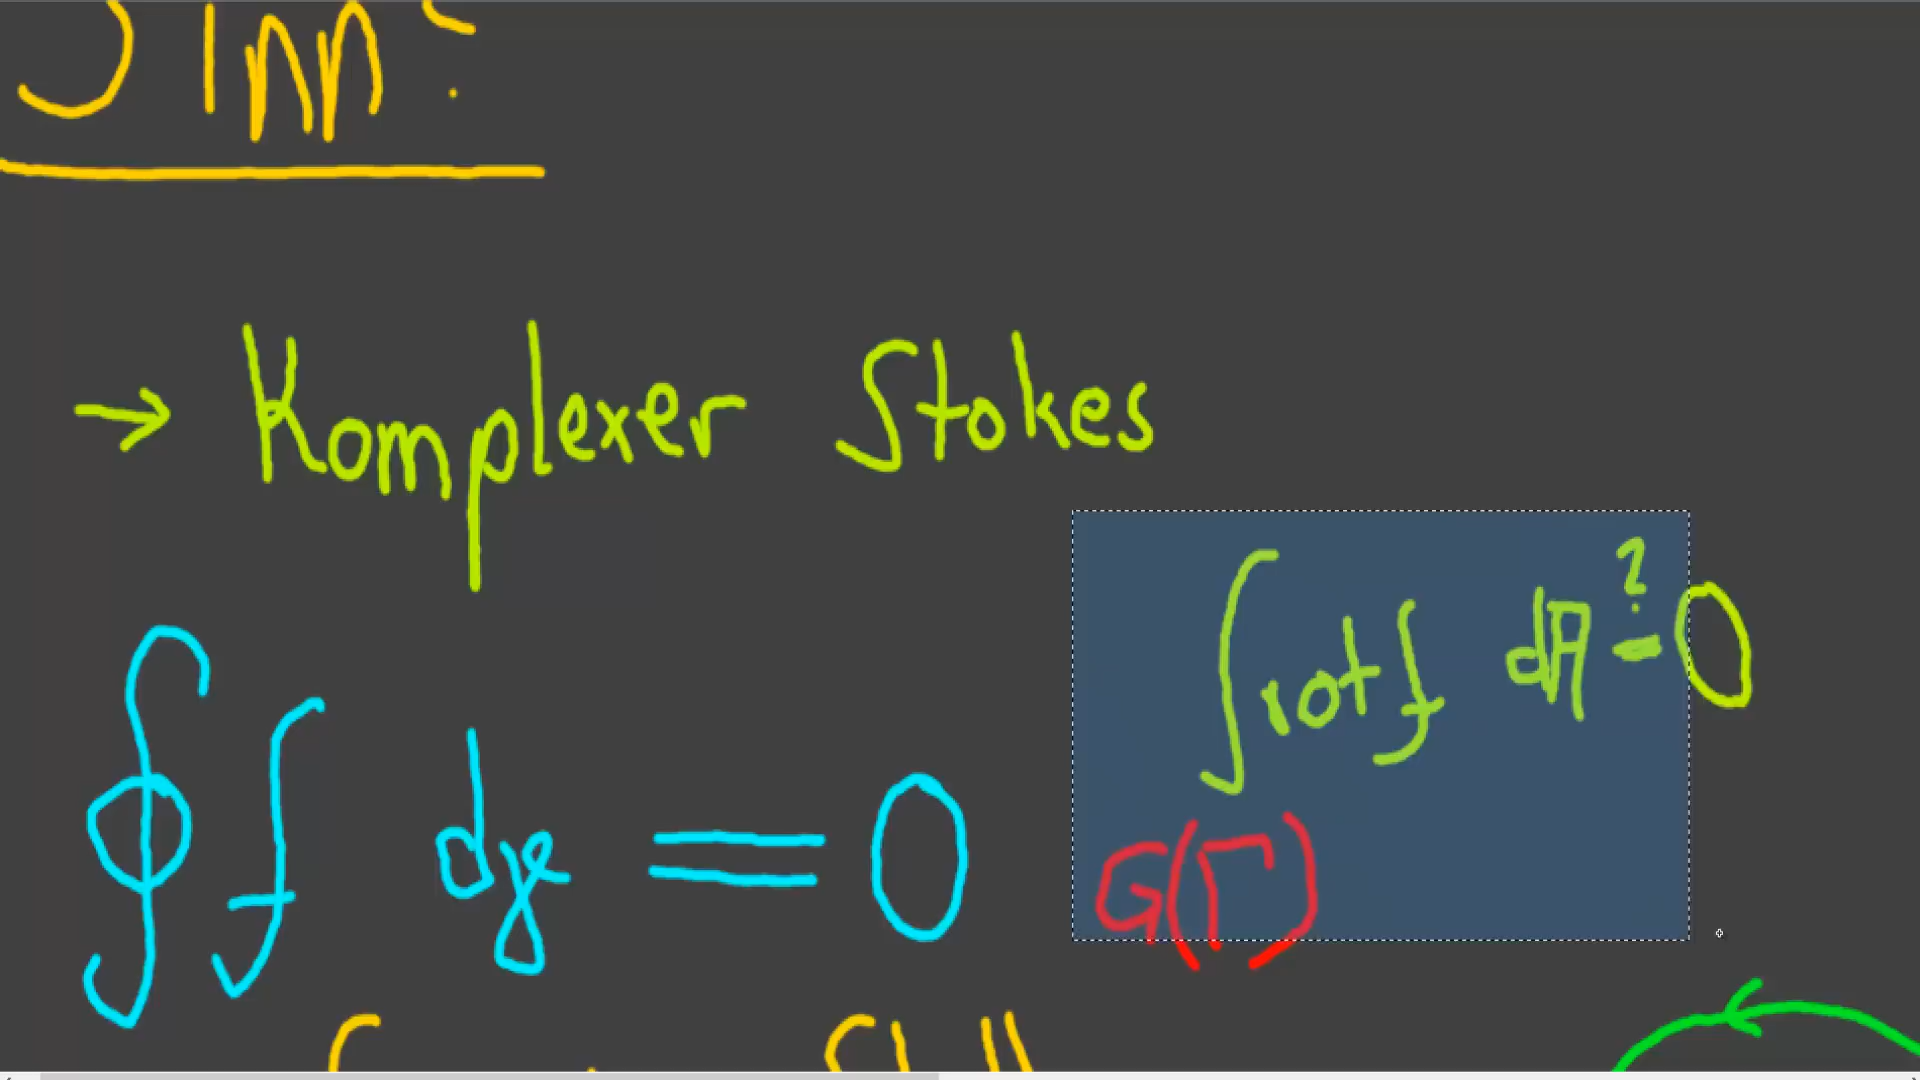 Sinn?
→ Komplexer Stokes
∫ rot f dA ?= 0
∮ f dz = 0
G(Γ)